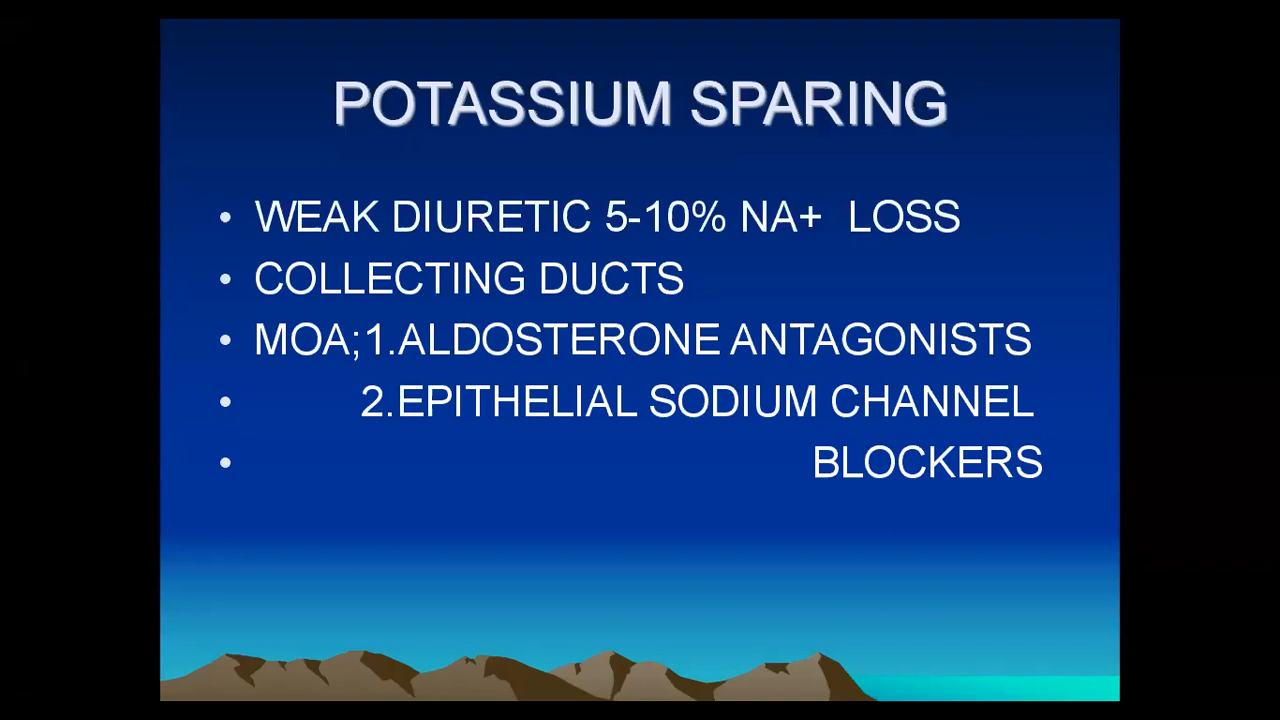 POTASSIUM SPARING
• WEAK DIURETIC 5-10% NA+ LOSS
• COLLECTING DUCTS
• MOA;1.ALDOSTERONE ANTAGONISTS
• 2.EPITHELIAL SODIUM CHANNEL
• BLOCKERS